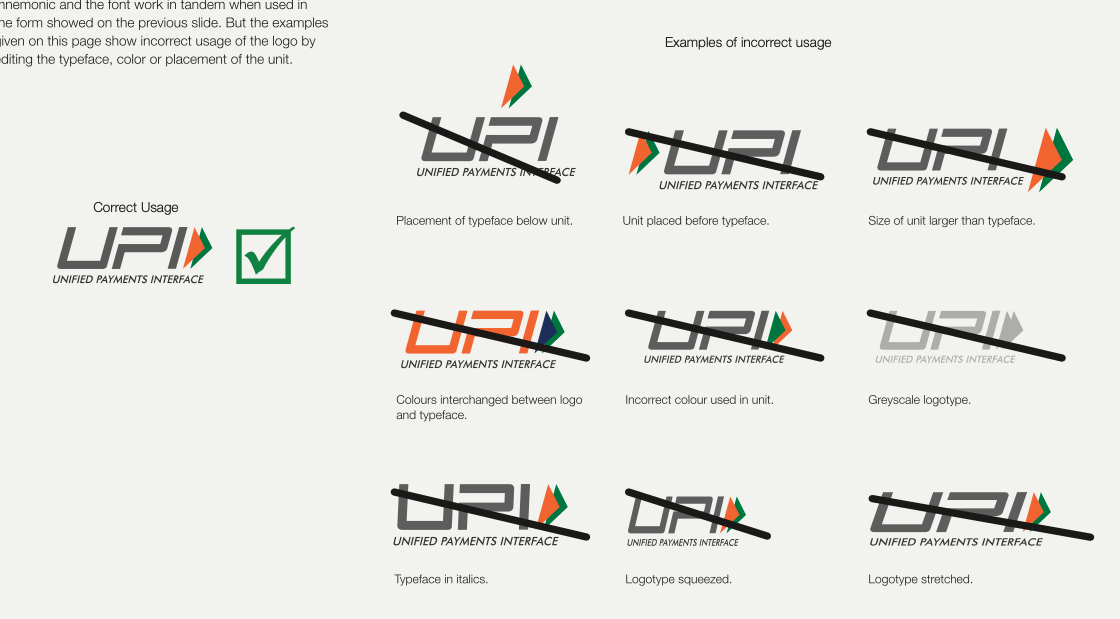 and the font work in tandem when used in
form showed on the previous slide. But the examples
on this page show incorrect usage of the logo by
the typeface, color or placement of the unit.
Correct Usage
UPI
UNIFIED PAYMENTS INTERFACE
Examples of incorrect usage
UPI
UNIFIED PAYMENTS INTERFACE
Placement of typeface below unit.
UPI
UNIFIED PAYMENTS INTERFACE
Unit placed before typeface.
UPI
UNIFIED PAYMENTS INTERFACE
Size of unit larger than typeface.
UPI
UNIFIED PAYMENTS INTERFACE
Colours interchanged between logo
and typeface.
UPI
UNIFIED PAYMENTS INTERFACE
Incorrect colour used in unit.
UPI
UNIFIED PAYMENTS INTERFACE
Greyscale logotype.
UPI
UNIFIED PAYMENTS INTERFACE
Typeface in italics.
UPI
UNIFIED PAYMENTS INTERFACE
Logotype squeezed.
UPI
UNIFIED PAYMENTS INTERFACE
Logotype stretched.